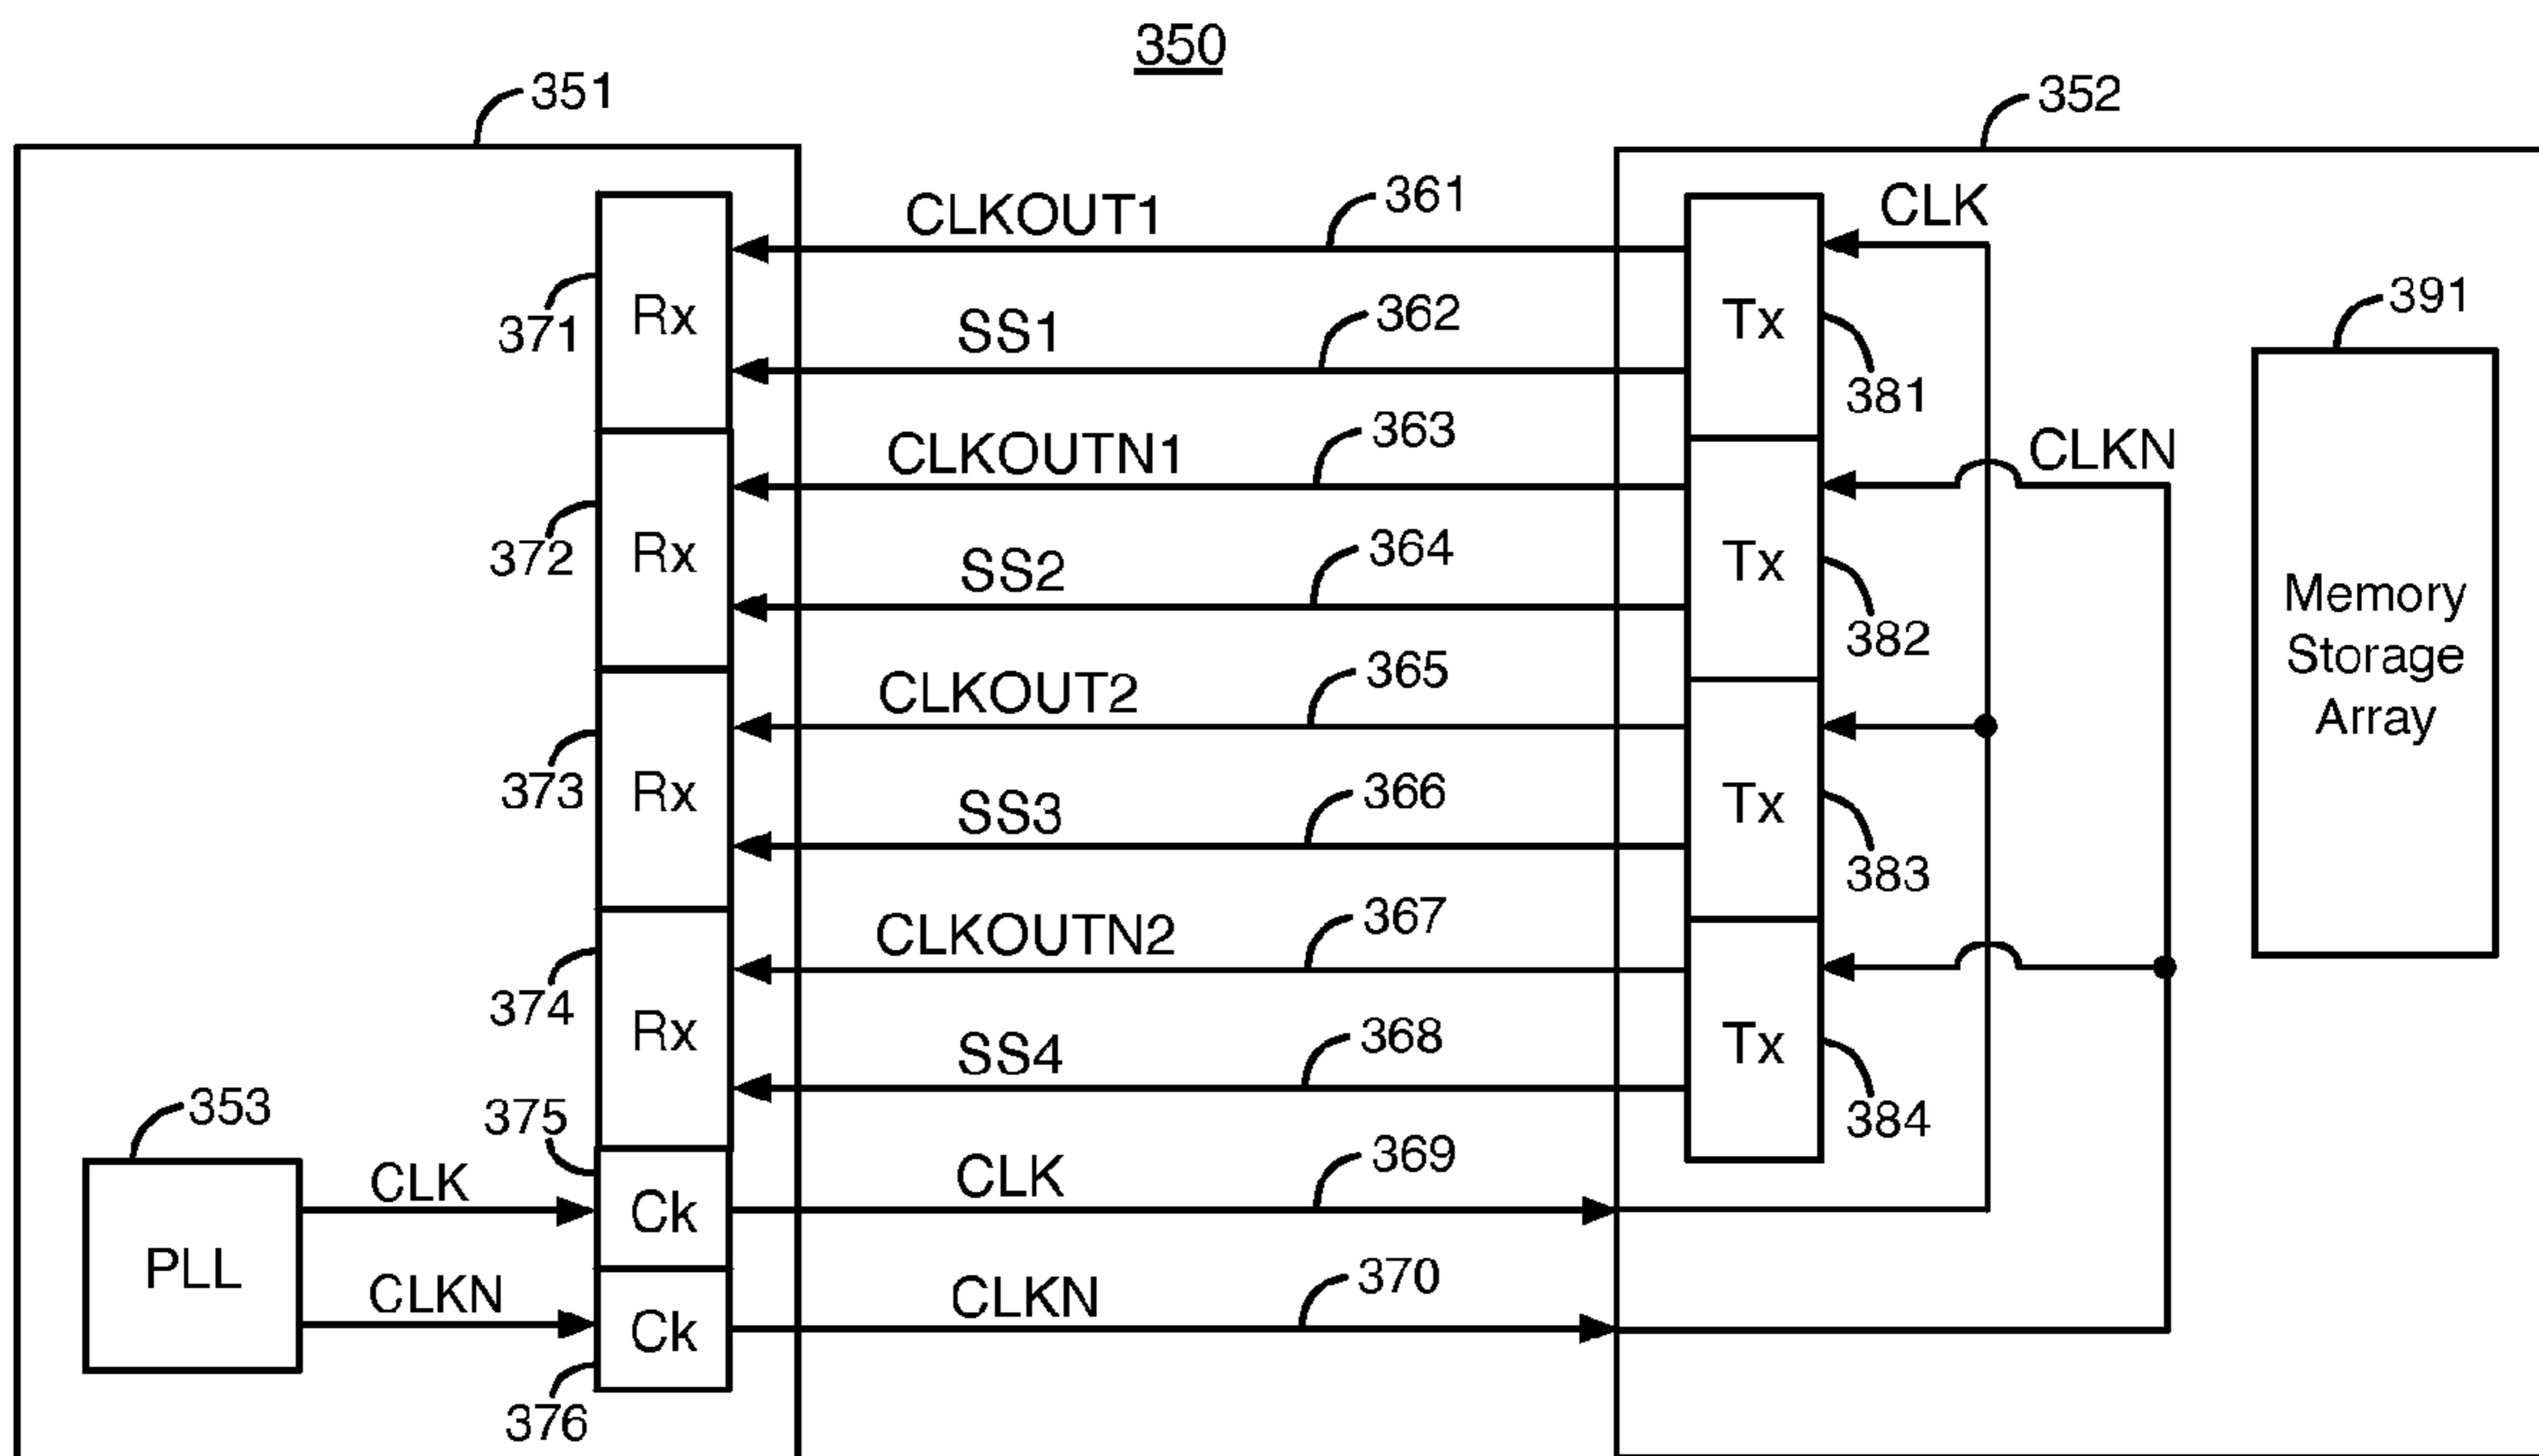 350
351
352
CLKOUT1
361
CLK
371
Rx
SS1
362
Tx
381
391
CLKOUTN1
363
CLKN
372
Rx
SS2
364
Tx
382
Memory
Storage
Array
CLKOUT2
365
373
Rx
SS3
366
Tx
383
CLKOUTN2
367
374
Rx
SS4
368
Tx
384
353
375
CLK
Ck
CLK
369
PLL
CLKN
Ck
CLKN
370
376